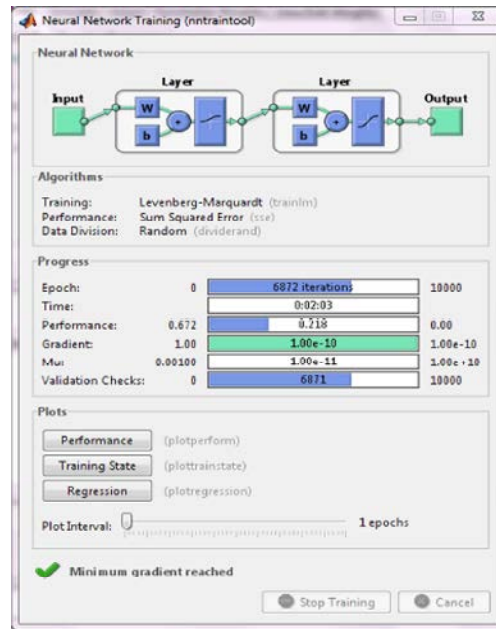 Neural Network Training (nntraintool)
Neural Network
Layer Layer
Input W b + W b + Output
Algorithms
Training: Levenberg-Marquardt (trainlm)
Performance: Sum Squared Error (sse)
Data Division: Random (dividerand)
Progress
Epoch: 0 6872 iterations 10000
Time: 0:02:03
Performance: 0.672 0.218 0.00
Gradient: 1.00 1.00e-10 1.00e-10
Mu: 0.00100 1.00e-11 1.00e+10
Validation Checks: 0 6871 10000
Plots
Performance (plotperform)
Training State (plottrainstate)
Regression (plotregression)
Plot Interval: 1 epochs
Minimum gradient reached
Stop Training Cancel